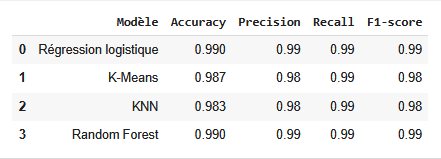 Modèle Accuracy Precision Recall F1-score
0 Régression logistique 0.990 0.99 0.99 0.99
1 K-Means 0.987 0.98 0.99 0.98
2 KNN 0.983 0.98 0.99 0.98
3 Random Forest 0.990 0.99 0.99 0.99